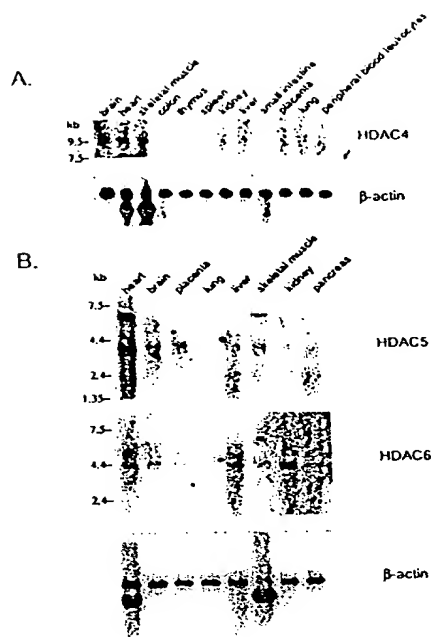 A.
brain
heart
skeletal muscle
colon
thymus
spleen
kidney
liver
small intestine
placenta
lung
peripheral blood leukocytes
kb
9.5–
7.5–
HDAC4
β-actin
B.
kb
heart
brain
placenta
lung
liver
skeletal muscle
kidney
pancreas
7.5–
4.4–
2.4–
1.35–
HDAC5
7.5–
4.4–
2.4–
HDAC6
β-actin